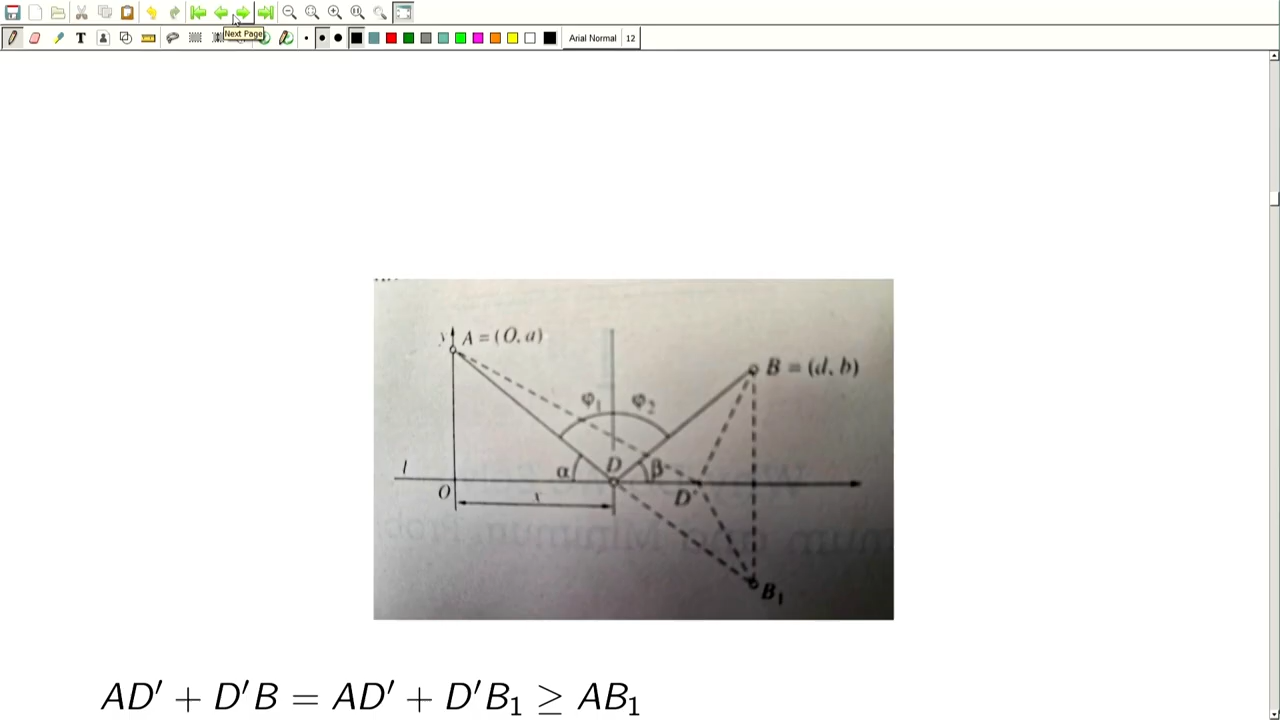 Next Page
Arial Normal 12
y A = (O, a)
B = (d, b)
φ1 φ2
l α D β
O x D'
B1
AD′ + D′B = AD′ + D′B₁ ≥ AB₁